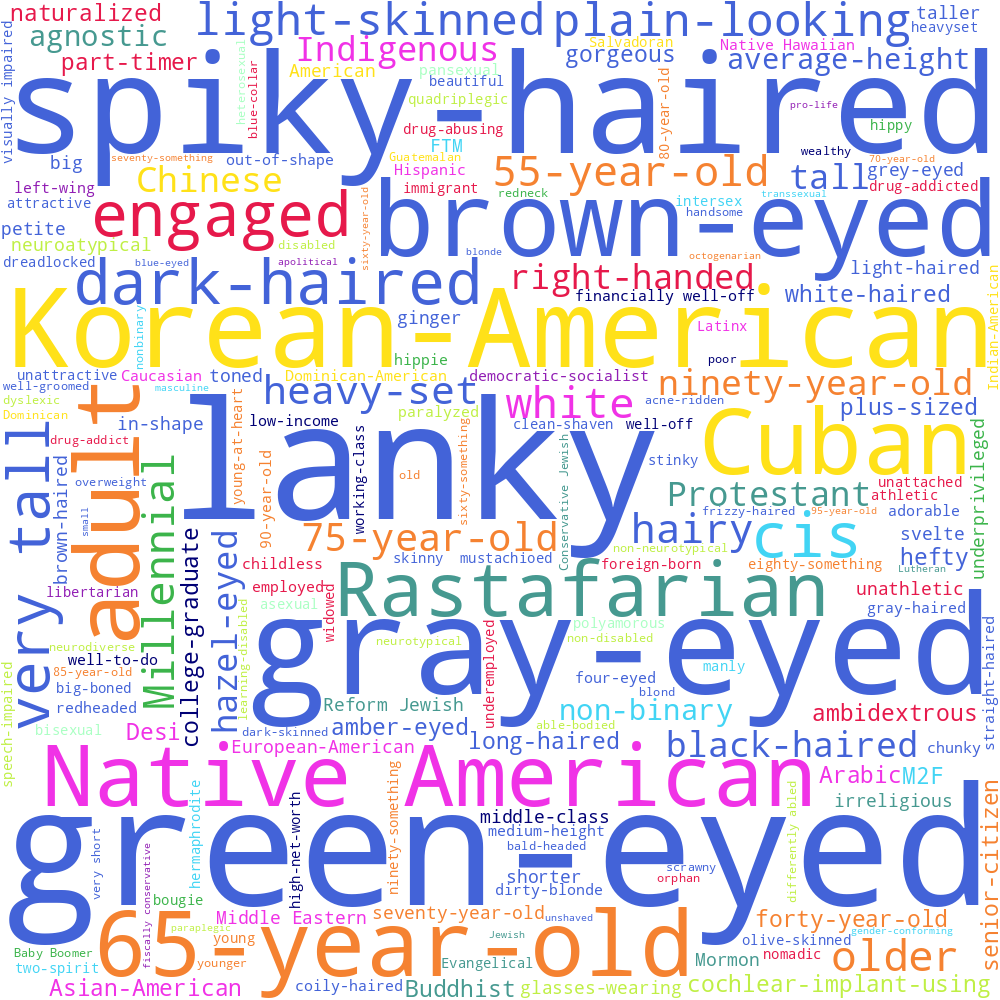 naturalized
light-skinned
plain-looking
taller
heavyset
agnostic
Indigenous
Salvadoran
gorgeous
Native Hawaiian
average-height
part-timer
American
pansexual
beautiful
quadriplegic
heterosexual
blue-collar
visually impaired
spiky-haired
80-year-old
pro-life
hippy
drug-abusing
FTM
wealthy
big
seventy-something
out-of-shape
Guatemalan
Hispanic
55-year-old
tall
70-year-old
grey-eyed
drug-addicted
left-wing
Chinese
immigrant
redneck
intersex
transsexual
attractive
engaged
sixty-year-old
brown-eyed
handsome
petite
neuroatypical
disabled
blonde
octogenarian
dreadlocked
blue-eyed
apolitical
light-haired
dark-haired
right-handed
financially well-off
white-haired
Indian-American
nonbinary
ginger
Latinx
Korean-American
hippie
poor
unattractive
Caucasian
toned
Dominican-American
democratic-socialist
ninety-year-old
well-groomed
masculine
heavy-set
white
acne-ridden
plus-sized
dyslexic
Dominican
adult
in-shape
young-at-heart
low-income
paralyzed
clean-shaven
well-off
Cuban
drug-addict
lanky
working-class
sixty-something
Conservative Jewish
stinky
underprivileged
very tall
brown-haired
overweight
small
Millennial
90-year-old
old
Protestant
unattached
athletic
college-graduate
hazel-eyed
75-year-old
frizzy-haired
95-year-old
adorable
hairy
cis
svelte
hefty
skinny
mustachioed
non-neurotypical
childless
foreign-born
eighty-something
Lutheran
libertarian
employed
widowed
Rastafarian
unathletic
asexual
learning-disabled
gray-haired
neurodiverse
well-to-do
85-year-old
neurotypical
gray-eyed
polyamorous
non-disabled
underemployed
manly
straight-haired
speech-impaired
big-boned
four-eyed
blond
redheaded
Reform Jewish
non-binary
ambidextrous
bisexual
Desi
dark-skinned
amber-eyed
able-bodied
European-American
long-haired
black-haired
chunky
Native American
ninety-something
Arabic
M2F
hermaphrodite
high-net-worth
irreligious
differently abled
senior-citizen
middle-class
medium-height
very short
green-eyed
bald-headed
scrawny
orphan
fiscally conservative
shorter
dirty-blonde
bougie
Middle Eastern
seventy-year-old
unshaved
forty-year-old
paraplegic
65-year-old
Jewish
gender-conforming
Baby Boomer
young
olive-skinned
older
two-spirit
younger
Evangelical
Mormon
nomadic
Asian-American
coily-haired
Buddhist
glasses-wearing
cochlear-implant-using